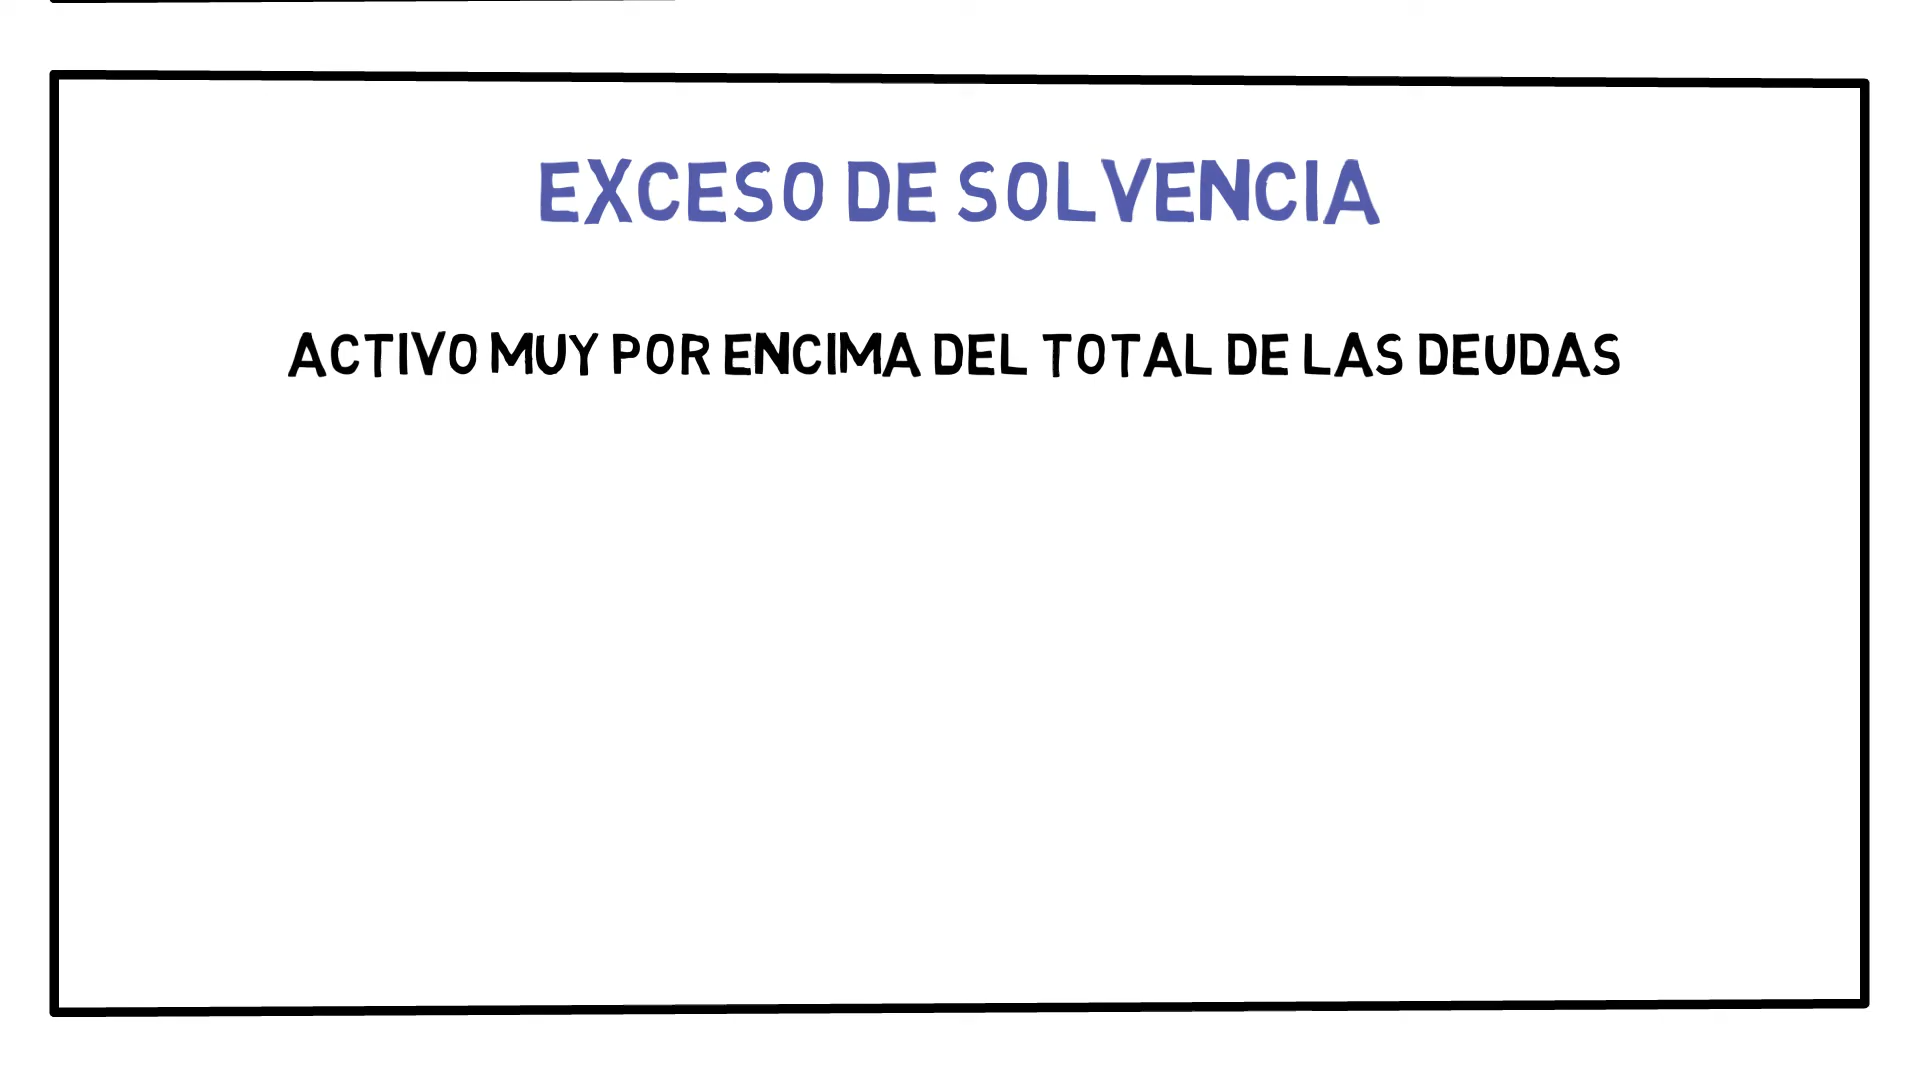 EXCESO DE SOLVENCIA
ACTIVO MUY POR ENCIMA DEL TOTAL DE LAS DEUDAS